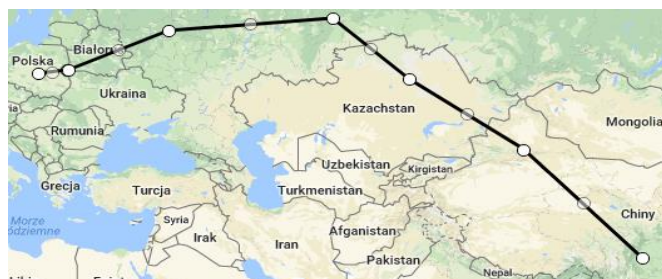 Polska
Białoru
Ukraina
Kazachstan
Mongolia
Rumunia
Uzbekistan
Kirgistan
Grecja
Turcja
Turkmenistan
Chiny
Morze
ódziemne
Syria
Irak
Iran
Afganistan
Pakistan
Nepal